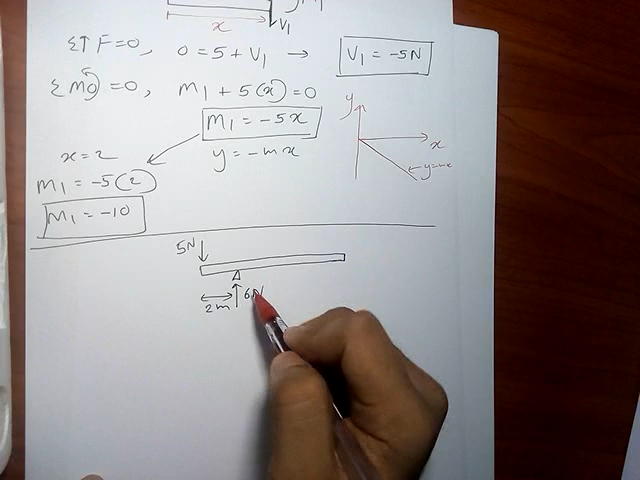 x V1
Σ↑ F=0, 0 = 5 + V1 → V1 = -5N
Σ mo = 0, m1 + 5(x) = 0
m1 = -5x
y = -mx
y
x
y=mx
x = 2
m1 = -5(2)
m1 = -10
5N
2m 6N